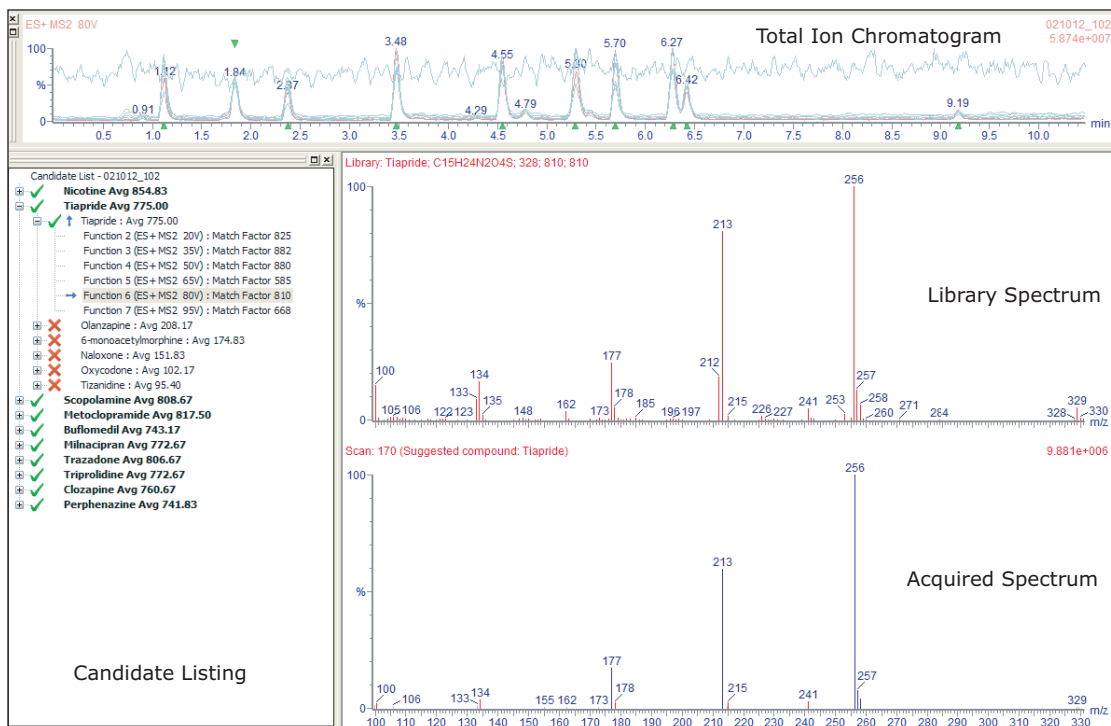 ES+ MS2 80V
021012_102
5.874e+007
Total Ion Chromatogram
100
%
0
0.91
1.12
1.84
2.37
3.48
4.29
4.55
4.79
5.30
5.70
6.27
6.42
9.19
0.5 1.0 1.5 2.0 2.5 3.0 3.5 4.0 4.5 5.0 5.5 6.0 6.5 7.0 7.5 8.0 8.5 9.0 9.5 10.0 min
Candidate List - 021012_102
Nicotine Avg 854.83
Tiapride Avg 775.00
Tiapride : Avg 775.00
Function 2 (ES+ MS2 20V) : Match Factor 825
Function 3 (ES+ MS2 35V) : Match Factor 882
Function 4 (ES+ MS2 50V) : Match Factor 880
Function 5 (ES+ MS2 65V) : Match Factor 585
Function 6 (ES+ MS2 80V) : Match Factor 810
Function 7 (ES+ MS2 95V) : Match Factor 668
Olanzapine : Avg 208.17
6-monoacetylmorphine : Avg 174.83
Naloxone : Avg 151.83
Oxycodone : Avg 102.17
Tizanidine : Avg 95.40
Scopolamine Avg 808.67
Metoclopramide Avg 817.50
Buflomedil Avg 743.17
Milnacipran Avg 772.67
Trazadone Avg 806.67
Triprolidine Avg 772.67
Clozapine Avg 760.67
Perphenazine Avg 741.83
Candidate Listing
Library: Tiapride; C15H24N2O4S; 328; 810; 810
100
%
0
100
105
106
122
123
133
134
135
148
162
173
177
178
185
196
197
212
213
215
226
227
241
253
256
257
258
260
271
284
328
329
330
m/z
Library Spectrum
Scan: 170 (Suggested compound: Tiapride)
9.881e+006
100
%
0
100
106
133
134
155
162
173
177
178
213
215
241
256
257
329
m/z
Acquired Spectrum
100 110 120 130 140 150 160 170 180 190 200 210 220 230 240 250 260 270 280 290 300 310 320 330